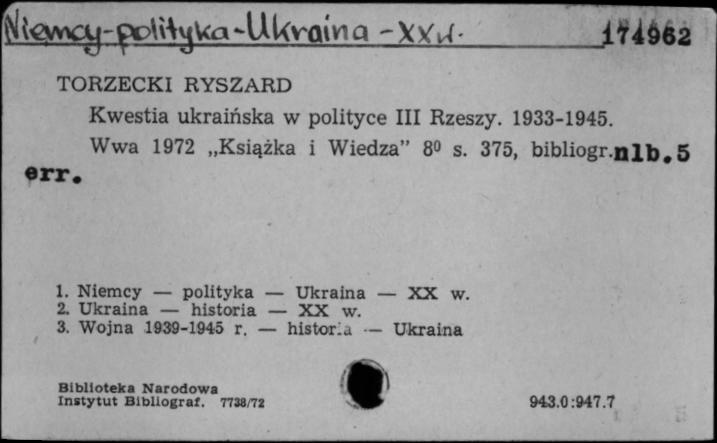 Niemcy-polityka-Ukraina-XXw. 174962
TORZECKI RYSZARD
Kwestia ukraińska w polityce III Rzeszy. 1933-1945.
Wwa 1972 „Książka i Wiedza” 8⁰ s. 375, bibliogr. nlb. 5
err.
1. Niemcy — polityka — Ukraina — XX w.
2. Ukraina — historia — XX w.
3. Wojna 1939-1945 r. — historia — Ukraina
Biblioteka Narodowa
Instytut Bibliograf. 7738/72 943.0:947.7